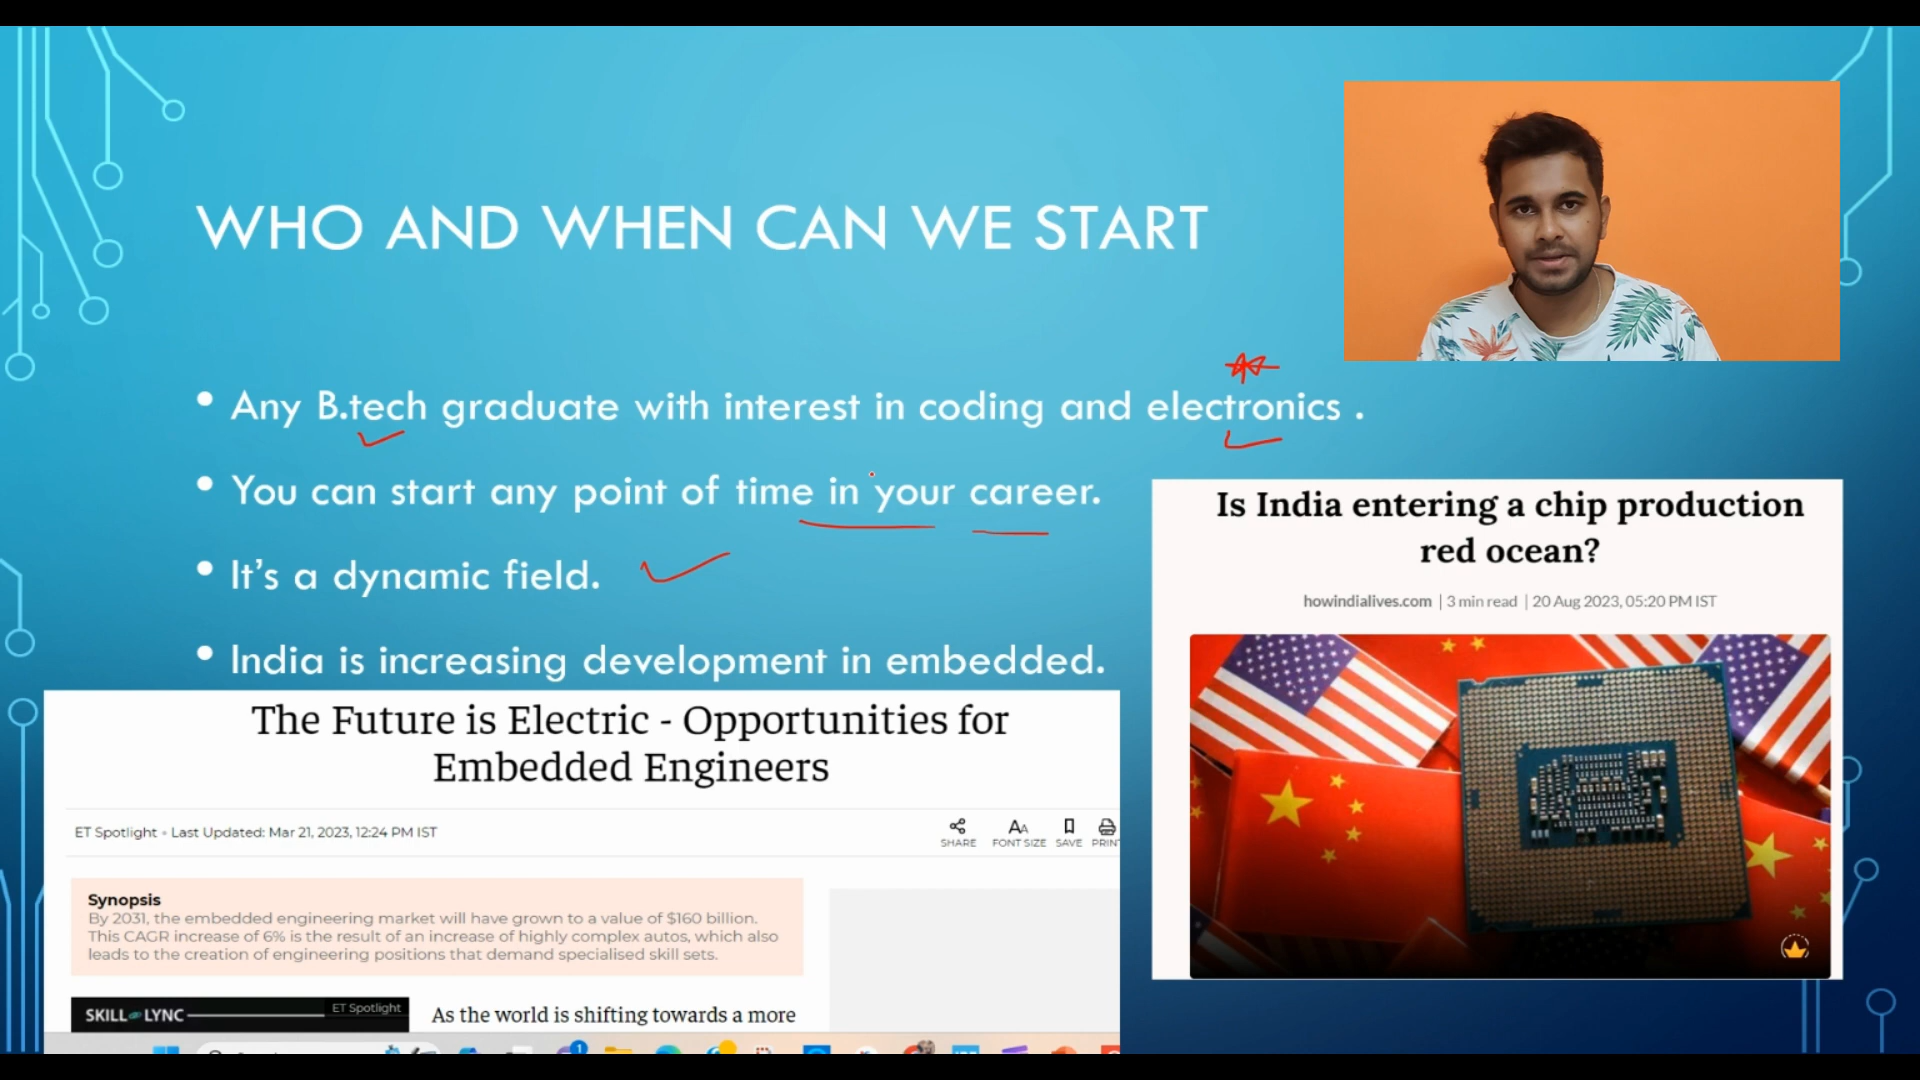 WHO AND WHEN CAN WE START
• Any B.tech graduate with interest in coding and electronics .
• You can start any point of time in your career.
• It's a dynamic field.
• India is increasing development in embedded.
Is India entering a chip production
red ocean?
howindialives.com | 3 min read | 20 Aug 2023, 05:20 PM IST
The Future is Electric - Opportunities for
Embedded Engineers
ET Spotlight • Last Updated: Mar 21, 2023, 12:24 PM IST
SHARE
FONT SIZE
SAVE
PRINT
Synopsis
By 2031, the embedded engineering market will have grown to a value of $160 billion.
This CAGR increase of 6% is the result of an increase of highly complex autos, which also
leads to the creation of engineering positions that demand specialised skill sets.
SKILL LYNC
ET Spotlight
As the world is shifting towards a more